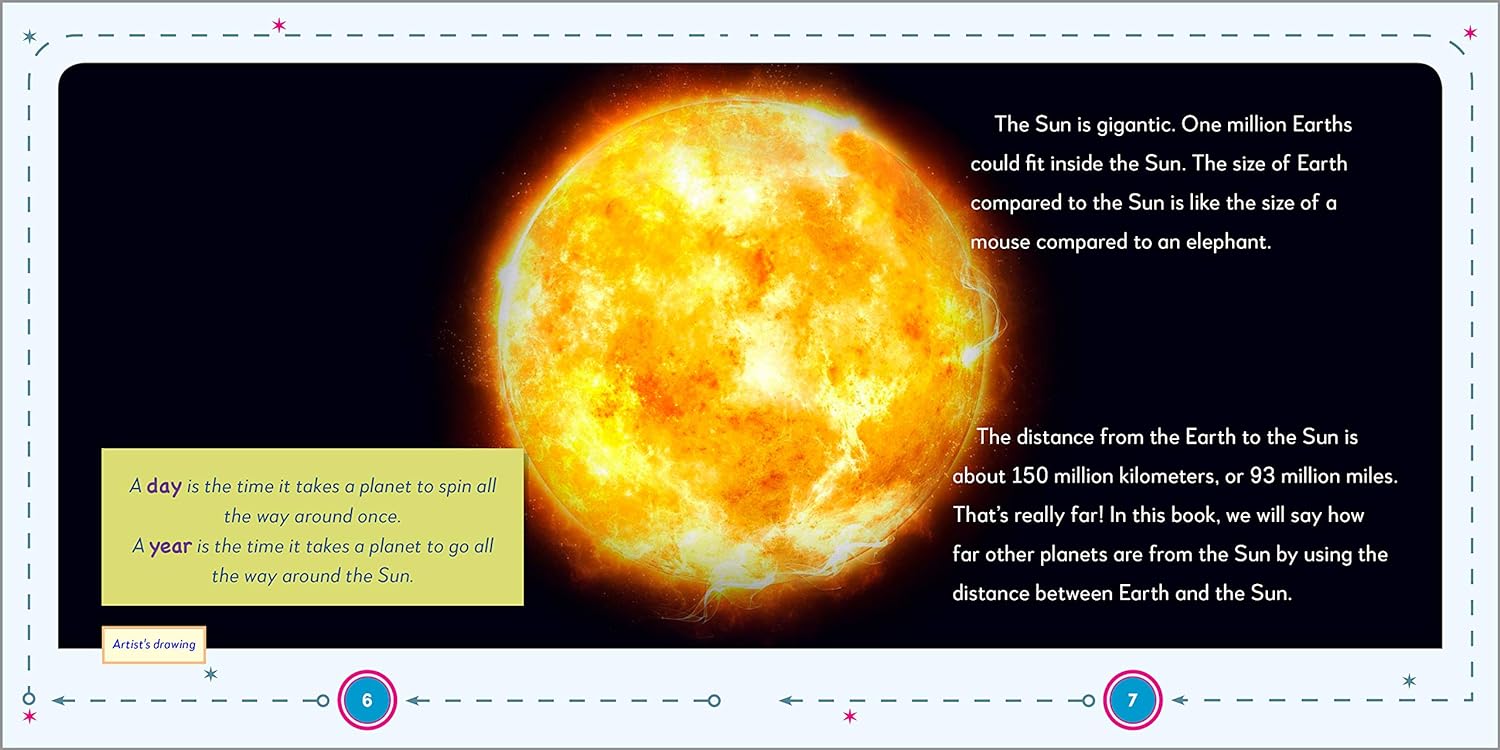 The Sun is gigantic. One million Earths
could fit inside the Sun. The size of Earth
compared to the Sun is like the size of a
mouse compared to an elephant.
A day is the time it takes a planet to spin all
the way around once.
A year is the time it takes a planet to go all
the way around the Sun.
Artist's drawing
The distance from the Earth to the Sun is
about 150 million kilometers, or 93 million miles.
That's really far! In this book, we will say how
far other planets are from the Sun by using the
distance between Earth and the Sun.
6
7